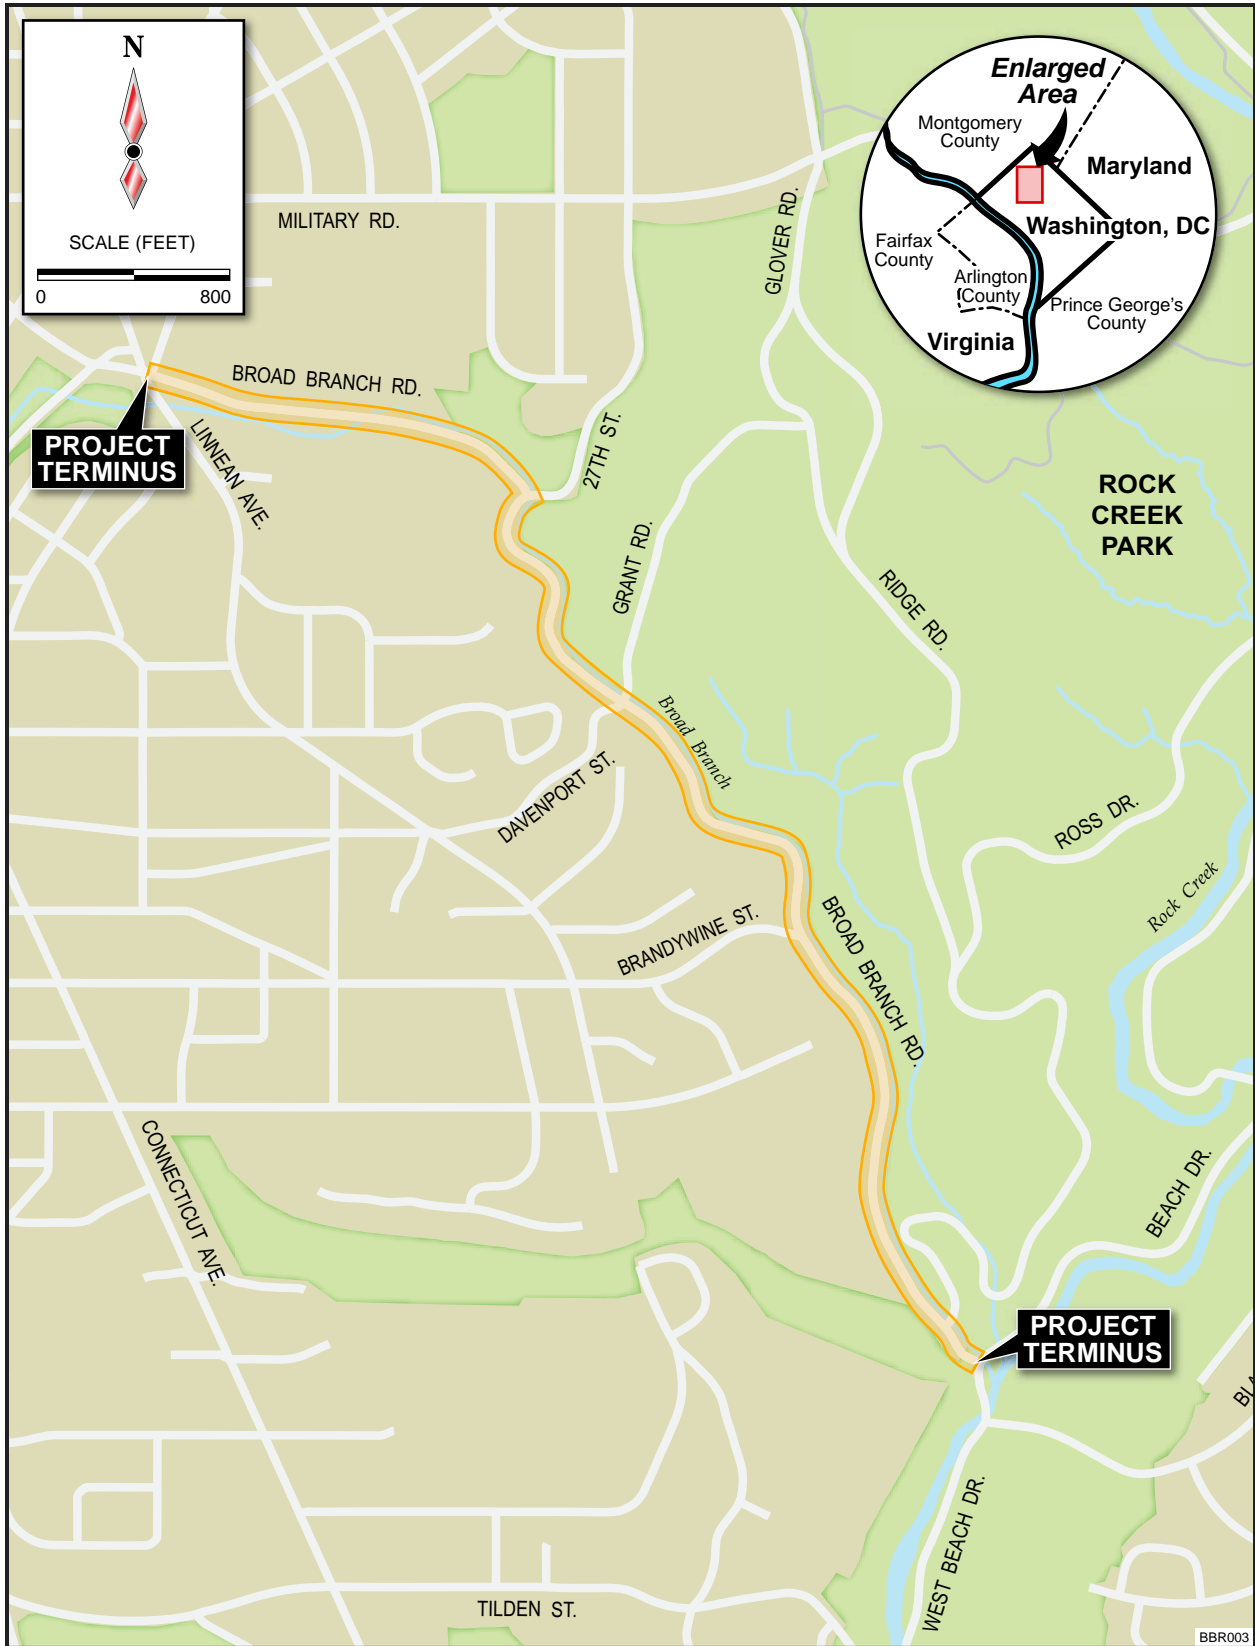 N
SCALE (FEET)
0 800
Enlarged
Area
Montgomery
County
Maryland
Washington, DC
Fairfax
County
Arlington
County
Prince George's
County
Virginia
MILITARY RD.
GLOVER RD.
BROAD BRANCH RD.
PROJECT
TERMINUS
LINNEAN AVE.
27TH ST.
GRANT RD.
ROCK
CREEK
PARK
RIDGE RD.
Broad Branch
DAVENPORT ST.
ROSS DR.
Rock Creek
BRANDYWINE ST.
BROAD BRANCH RD.
CONNECTICUT AVE.
BEACH DR.
PROJECT
TERMINUS
WEST BEACH DR.
TILDEN ST.
BBR003